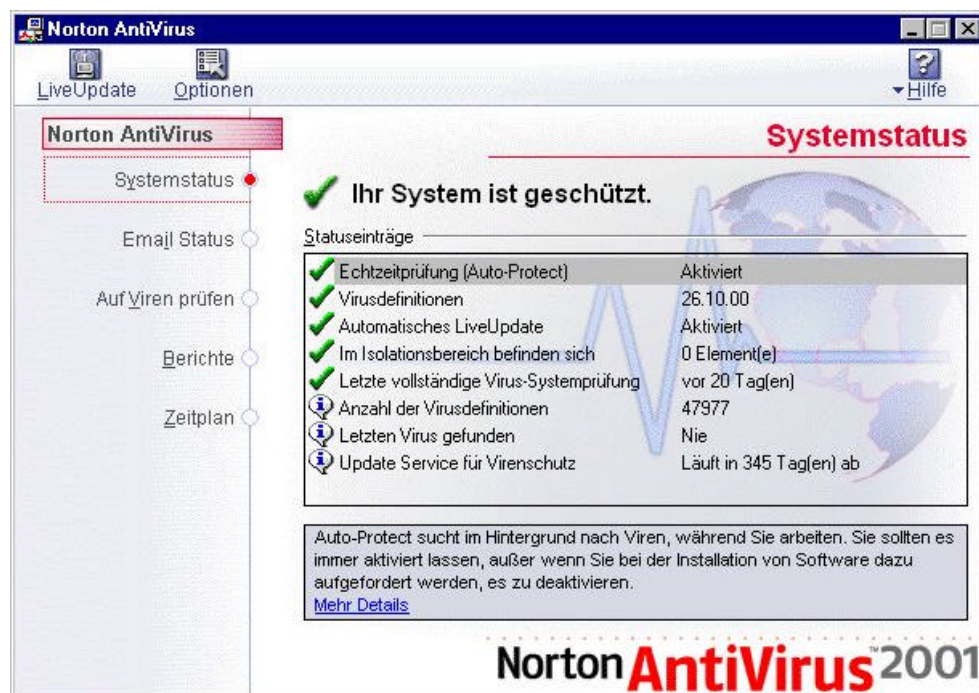 Norton AntiVirus
LiveUpdate Optionen Hilfe
Norton AntiVirus
Systemstatus
Email Status
Auf Viren prüfen
Berichte
Zeitplan
Systemstatus
Ihr System ist geschützt.
Statuseinträge
Echtzeitprüfung (Auto-Protect) Aktiviert
Virusdefinitionen 26.10.00
Automatisches LiveUpdate Aktiviert
Im Isolationsbereich befinden sich 0 Element(e)
Letzte vollständige Virus-Systemprüfung vor 20 Tag(en)
Anzahl der Virusdefinitionen 47977
Letzten Virus gefunden Nie
Update Service für Virenschutz Läuft in 345 Tag(en) ab
Auto-Protect sucht im Hintergrund nach Viren, während Sie arbeiten. Sie sollten es
immer aktiviert lassen, außer wenn Sie bei der Installation von Software dazu
aufgefordert werden, es zu deaktivieren.
Mehr Details
Norton AntiVirus™ 2001